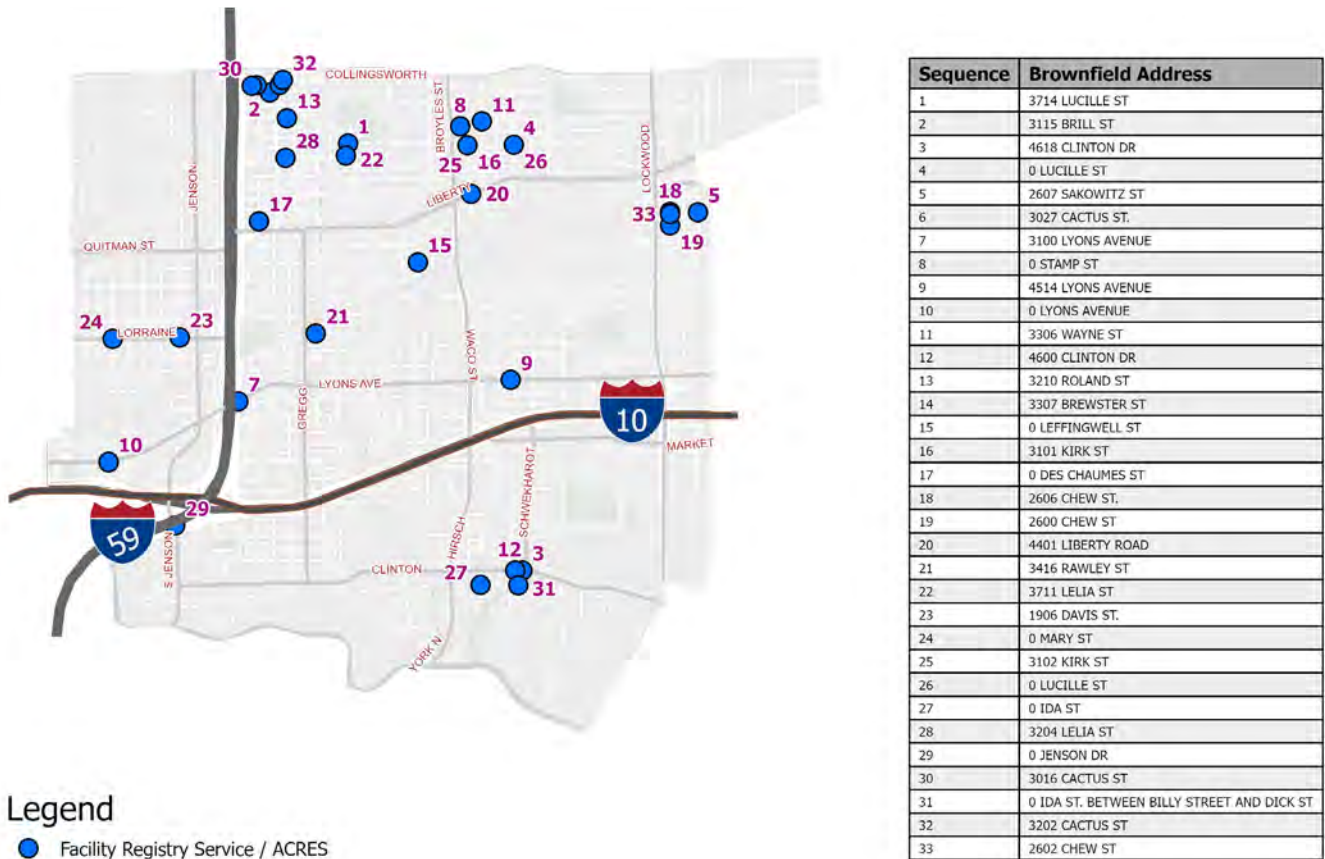 32
30
COLLINGSWORTH
2
13
8
11
1
4
BROYLES ST
28
22
25
16
26
LOCKWOOD
JENSON
LIBERTY
20
18
5
17
33
19
QUITMAN ST
15
24
LORRAINE
23
21
WACO ST
9
7
LYONS AVE
GREGG
10
10
MARKET
29
59
SCHWEKHARDT
HIRSCH
S JENSON
CLINTON
12
3
27
31
YORK N
Legend
Facility Registry Service / ACRES
Sequence Brownfield Address
1 3714 LUCILLE ST
2 3115 BRILL ST
3 4618 CLINTON DR
4 0 LUCILLE ST
5 2607 SAKOWITZ ST
6 3027 CACTUS ST.
7 3100 LYONS AVENUE
8 0 STAMP ST
9 4514 LYONS AVENUE
10 0 LYONS AVENUE
11 3306 WAYNE ST
12 4600 CLINTON DR
13 3210 ROLAND ST
14 3307 BREWSTER ST
15 0 LEFFINGWELL ST
16 3101 KIRK ST
17 0 DES CHAUMES ST
18 2606 CHEW ST.
19 2600 CHEW ST
20 4401 LIBERTY ROAD
21 3416 RAWLEY ST
22 3711 LELIA ST
23 1906 DAVIS ST.
24 0 MARY ST
25 3102 KIRK ST
26 0 LUCILLE ST
27 0 IDA ST
28 3204 LELIA ST
29 0 JENSON DR
30 3016 CACTUS ST
31 0 IDA ST. BETWEEN BILLY STREET AND DICK ST
32 3202 CACTUS ST
33 2602 CHEW ST